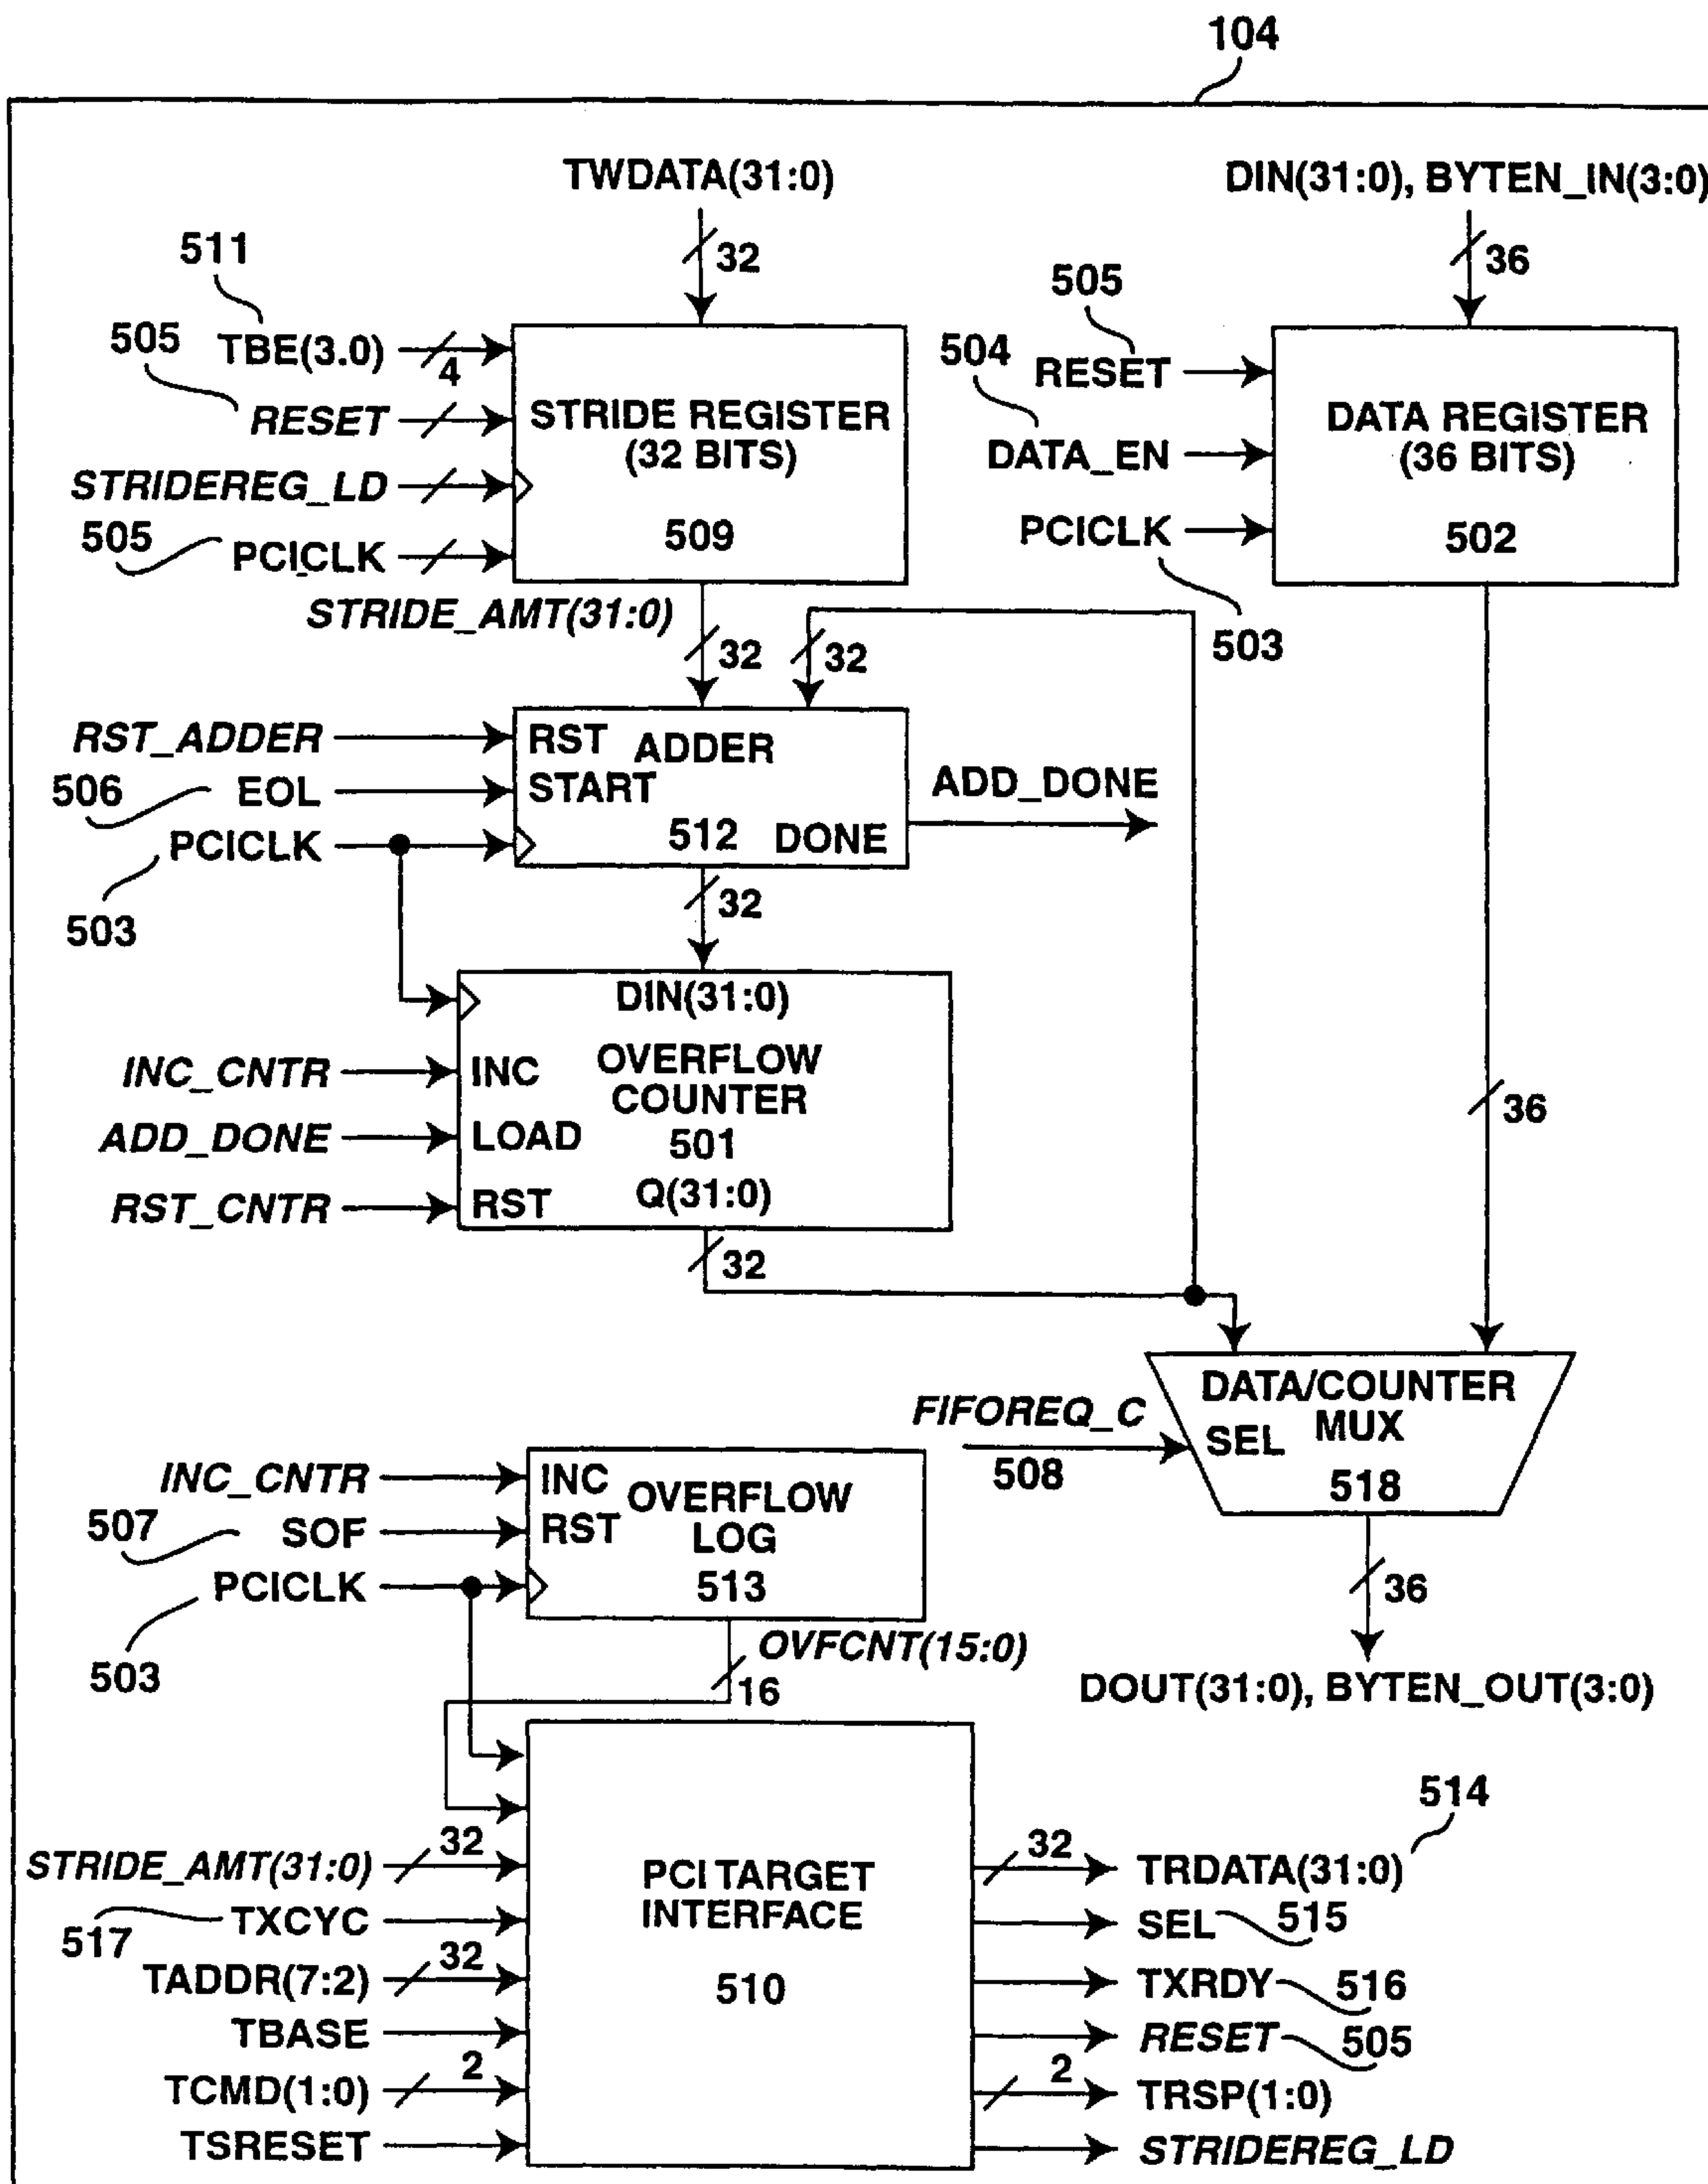 104
TWDATA(31:0)
DIN(31:0), BYTEN_IN(3:0)
32
36
511
TBE(3.0)
4
505
RESET
STRIDEREG_LD
505
PCICLK
STRIDE REGISTER
(32 BITS)
509
505
RESET
504
DATA_EN
PCICLK
503
DATA REGISTER
(36 BITS)
502
STRIDE_AMT(31:0)
32
32
RST_ADDER
506
EOL
PCICLK
503
RST
ADDER
START
512
DONE
ADD_DONE
32
DIN(31:0)
INC_CNTR
INC
OVERFLOW
COUNTER
ADD_DONE
LOAD
501
RST_CNTR
RST
Q(31:0)
32
36
DATA/COUNTER
MUX
FIFOREQ_C
508
SEL
518
36
DOUT(31:0), BYTEN_OUT(3:0)
INC_CNTR
507
SOF
PCICLK
503
INC
OVERFLOW
RST
LOG
513
OVFCNT(15:0)
16
STRIDE_AMT(31:0)
32
517
TXCYC
TADDR(7:2)
32
TBASE
TCMD(1:0)
2
TSRESET
PCI TARGET
INTERFACE
510
514
32
TRDATA(31:0)
SEL
515
TXRDY
516
RESET
505
2
TRSP(1:0)
STRIDEREG_LD